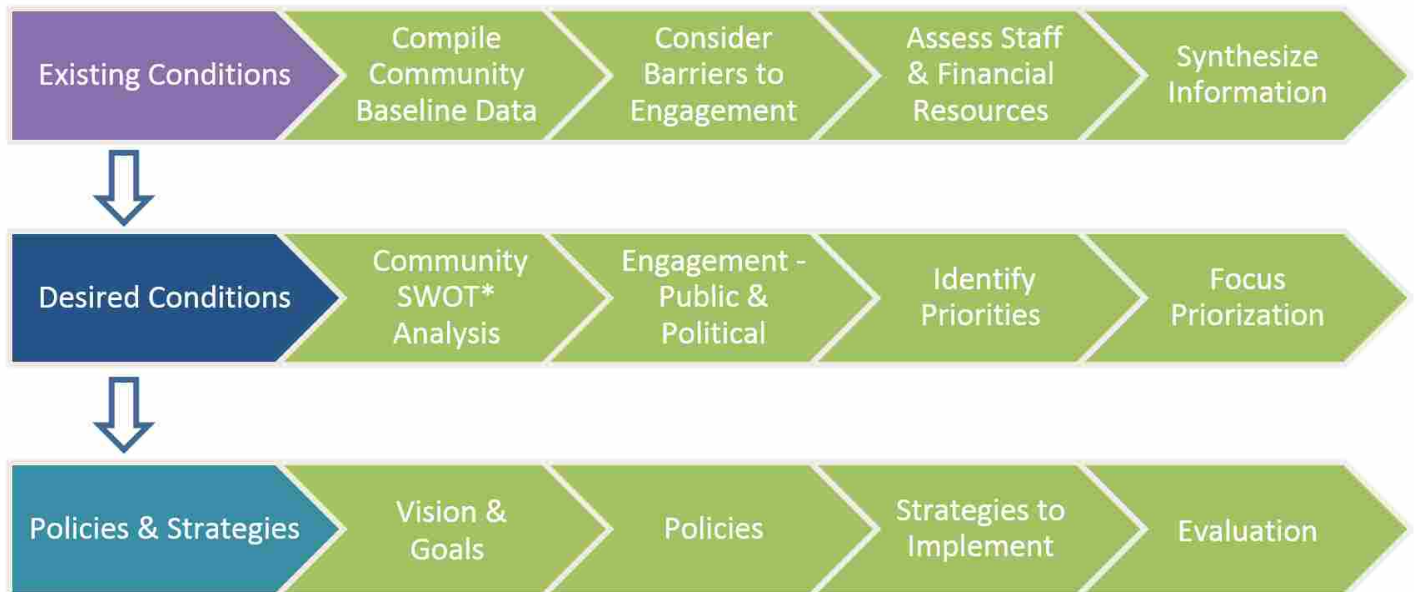 Existing Conditions
Compile
Community
Baseline Data
Consider
Barriers to
Engagement
Assess Staff
& Financial
Resources
Synthesize
Information
Desired Conditions
Community
SWOT*
Analysis
Engagement -
Public &
Political
Identify
Priorities
Focus
Priorization
Policies & Strategies
Vision &
Goals
Policies
Strategies to
Implement
Evaluation